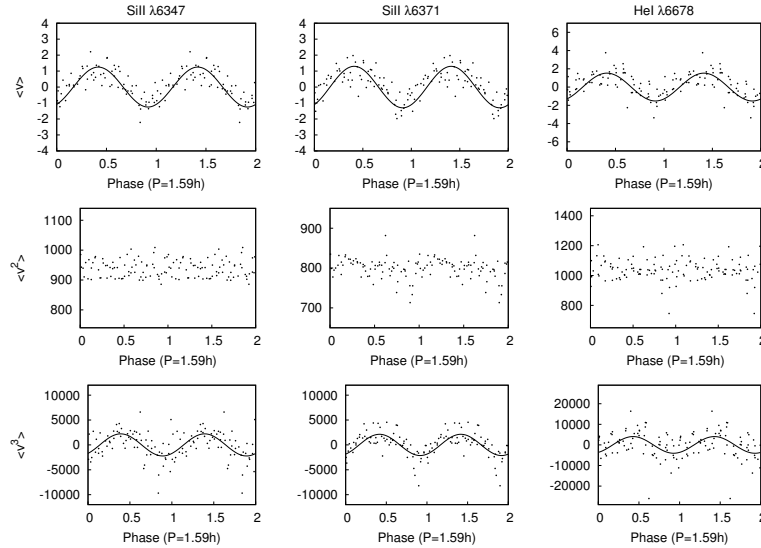 SiII λ6347
SiII λ6371
HeI λ6678
<v>
4
3
2
1
0
-1
-2
-3
-4
0 0.5 1 1.5 2
Phase (P=1.59h)
4
3
2
1
0
-1
-2
-3
-4
0 0.5 1 1.5 2
Phase (P=1.59h)
6
4
2
0
-2
-4
-6
0 0.5 1 1.5 2
Phase (P=1.59h)
<v²>
1100
1000
900
800
0 0.5 1 1.5 2
Phase (P=1.59h)
900
800
700
0 0.5 1 1.5 2
Phase (P=1.59h)
1400
1200
1000
800
0 0.5 1 1.5 2
Phase (P=1.59h)
<v³>
10000
5000
0
-5000
-10000
0 0.5 1 1.5 2
Phase (P=1.59h)
10000
5000
0
-5000
-10000
0 0.5 1 1.5 2
Phase (P=1.59h)
20000
10000
0
-10000
-20000
0 0.5 1 1.5 2
Phase (P=1.59h)